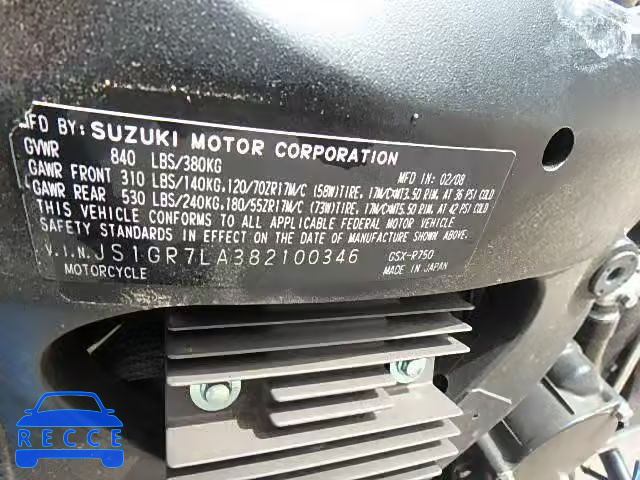 MFD BY: SUZUKI MOTOR CORPORATION
GVWR 840 LBS/380KG MFD IN: 02/08
GAWR FRONT 310 LBS/140KG,120/70ZR17M/C (58W)TIRE, 17M/C×MT3.50 RIM, AT 36 PSI COLD
GAWR REAR 530 LBS/240KG,180/55ZR17M/C (73W)TIRE, 17M/C×MT5.50 RIM, AT 42 PSI COLD
THIS VEHICLE CONFORMS TO ALL APPLICABLE FEDERAL MOTOR VEHICLE
SAFETY STANDARDS IN EFFECT ON THE DATE OF MANUFACTURE SHOWN ABOVE.
V.I.N. JS1GR7LA382100346 GSX-R750
MOTORCYCLE MADE IN JAPAN
RECCE